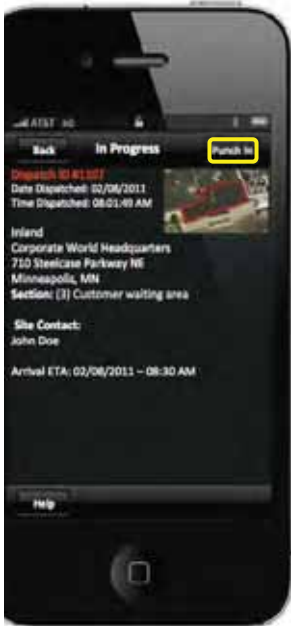 AT&T 3G
Back In Progress Punch In
Dispatch ID #1107
Date Dispatched: 02/08/2011
Time Dispatched: 08:01:49 AM
Inland
Corporate World Headquarters
710 Steelcase Parkway NE
Minneapolis, MN
Section: (3) Customer waiting area
Site Contact:
John Doe
Arrival ETA: 02/08/2011 – 08:30 AM
Help